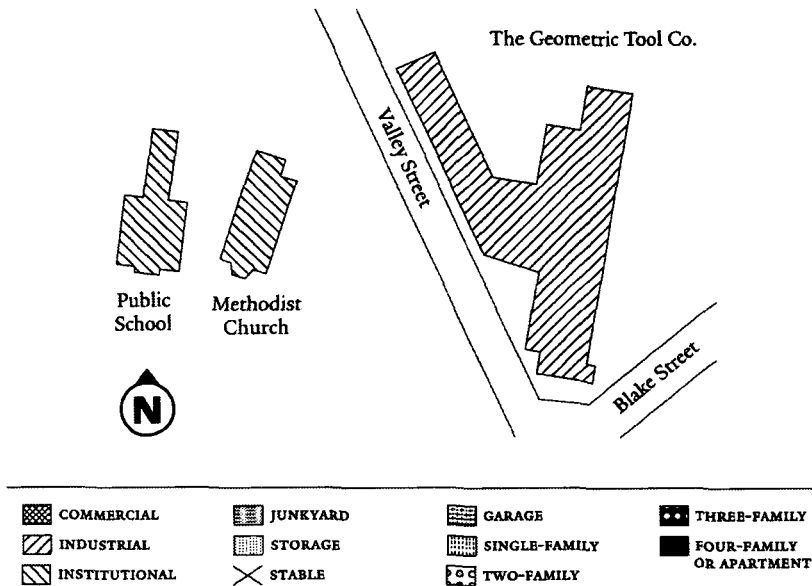 The Geometric Tool Co.
Valley Street
Public
School
Methodist
Church
Blake Street
N
COMMERCIAL
JUNKYARD
GARAGE
THREE-FAMILY
INDUSTRIAL
STORAGE
SINGLE-FAMILY
FOUR-FAMILY
OR APARTMENT
INSTITUTIONAL
STABLE
TWO-FAMILY